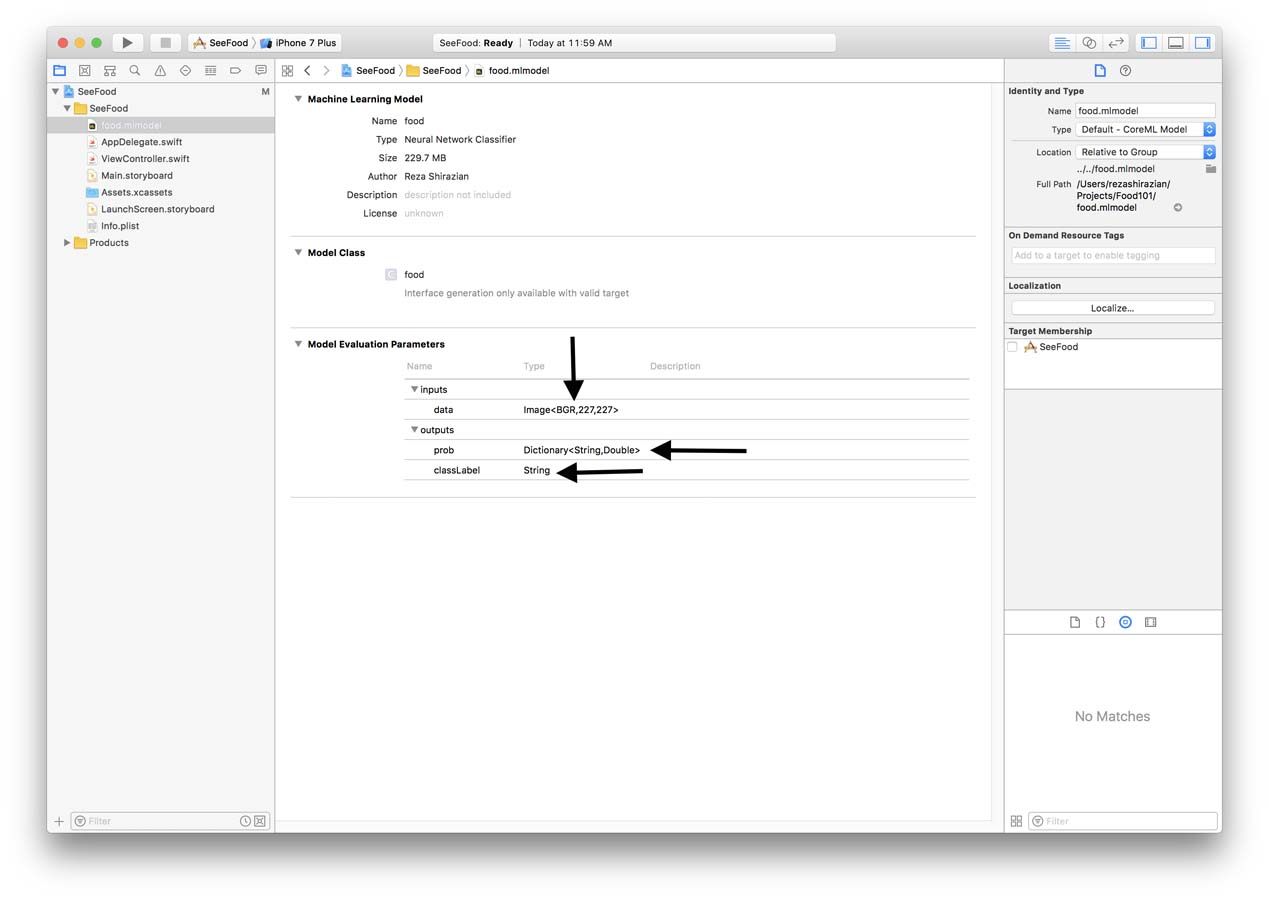 SeeFood
iPhone 7 Plus
SeeFood: Ready | Today at 11:59 AM
SeeFood
SeeFood
food.mlmodel
SeeFood
M
SeeFood
food.mlmodel
AppDelegate.swift
ViewController.swift
Main.storyboard
Assets.xcassets
LaunchScreen.storyboard
Info.plist
Products
Filter
Machine Learning Model
Name food
Type Neural Network Classifier
Size 229.7 MB
Author Reza Shirazian
Description description not included
License unknown
Model Class
C food
Interface generation only available with valid target
Model Evaluation Parameters
Name Type Description
inputs
data Image<BGR,227,227>
outputs
prob Dictionary<String,Double>
classLabel String
Identity and Type
Name food.mlmodel
Type Default - CoreML Model
Location Relative to Group
../../food.mlmodel
Full Path /Users/rezashirazian/
Projects/Food101/
food.mlmodel
On Demand Resource Tags
Add to a target to enable tagging
Localization
Localize...
Target Membership
SeeFood
{}
No Matches
Filter